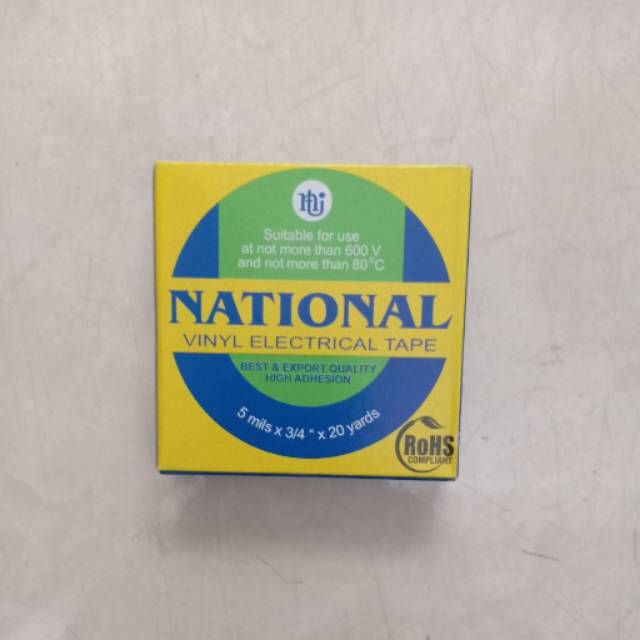 Suitable for use
at not more than 600 V
and not more than 80°C
NATIONAL
VINYL ELECTRICAL TAPE
BEST & EXPORT QUALITY
HIGH ADHESION
5 mils x 3/4 " x 20 yards
RoHS
COMPLIANT